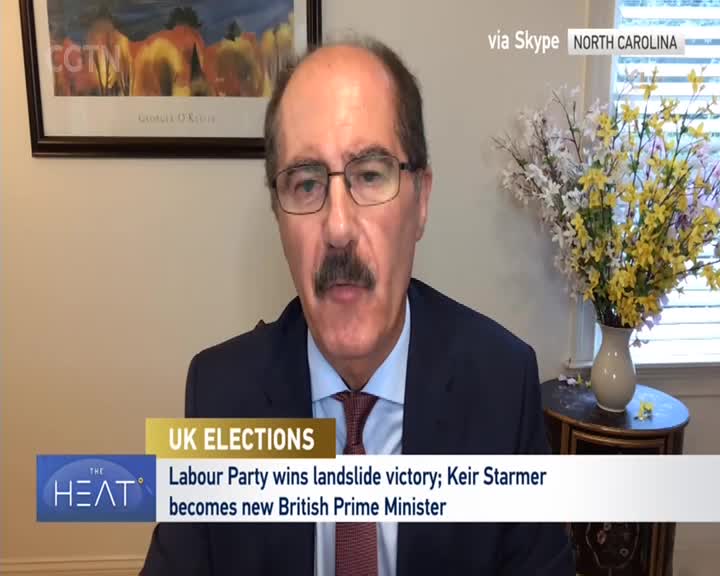 CGTN
GEORGIA O'KEEFFE
via Skype
NORTH CAROLINA
UK ELECTIONS
THE
HEAT
Labour Party wins landslide victory; Keir Starmer
becomes new British Prime Minister